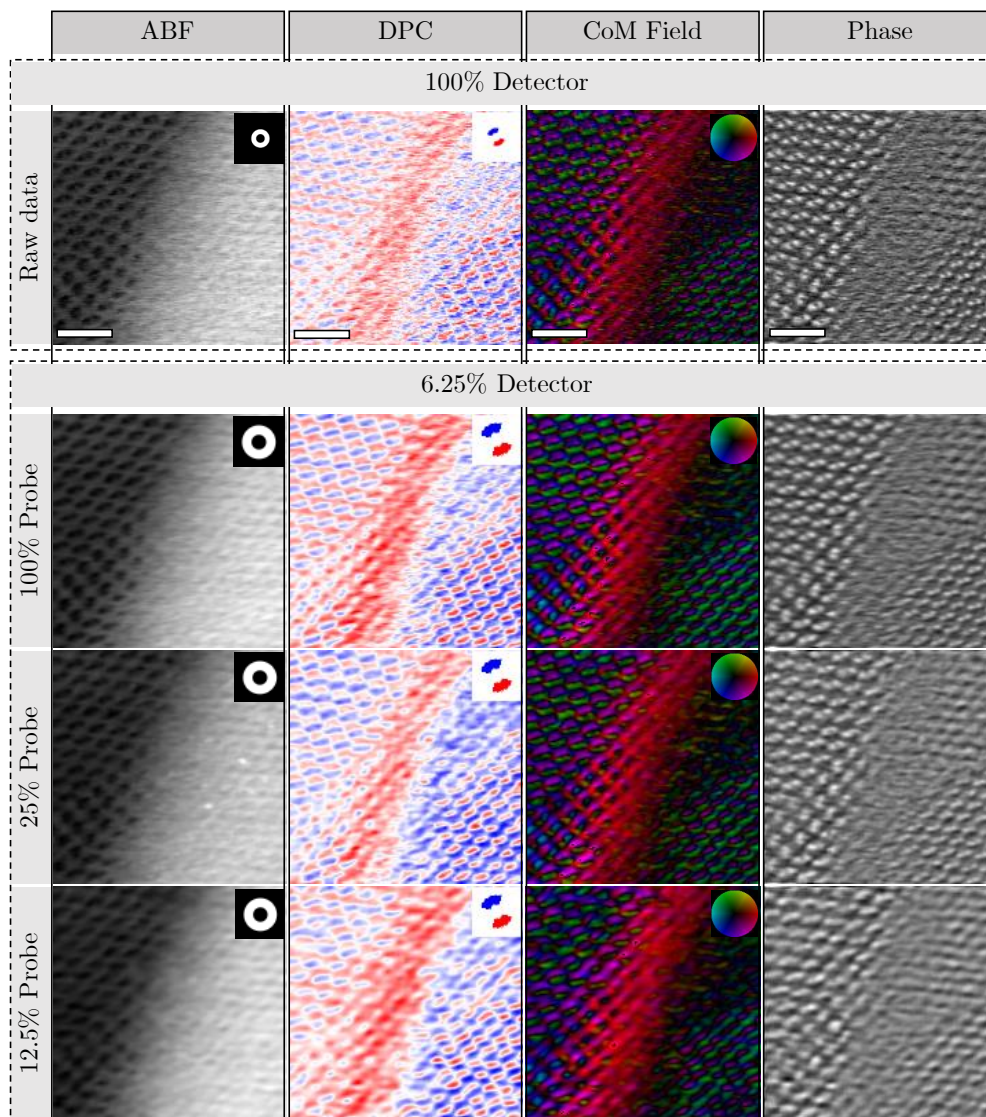 ABF DPC CoM Field Phase
100% Detector
Raw data
6.25% Detector
100% Probe
25% Probe
12.5% Probe